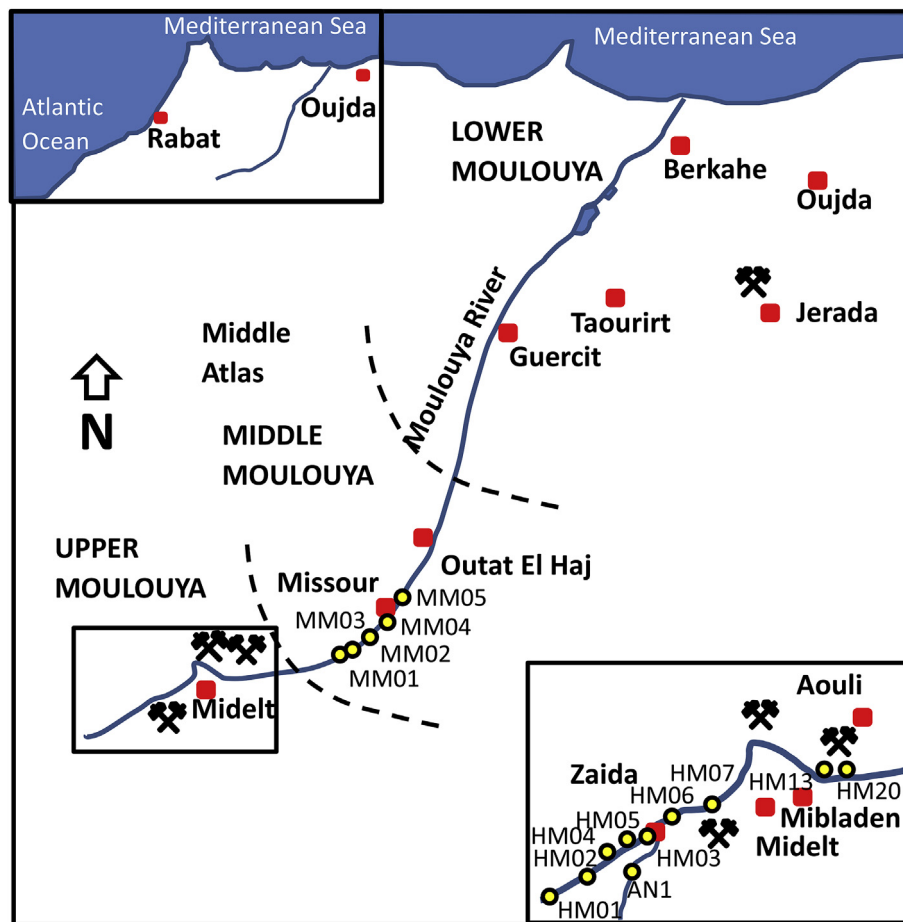 Mediterranean Sea
Mediterranean Sea
Atlantic
Ocean
Rabat
Oujda
LOWER
MOULOUYA
Berkahe
Oujda
Jerada
Taourirt
Guercit
Moulouya River
Middle
Atlas
N
MIDDLE
MOULOUYA
UPPER
MOULOUYA
Outat El Haj
Missour
MM05
MM03
MM04
MM02
MM01
Midelt
Aouli
Zaida
HM07
HM13
HM20
HM06
HM05
HM04
Mibladen
Midelt
HM03
HM02
AN1
HM01